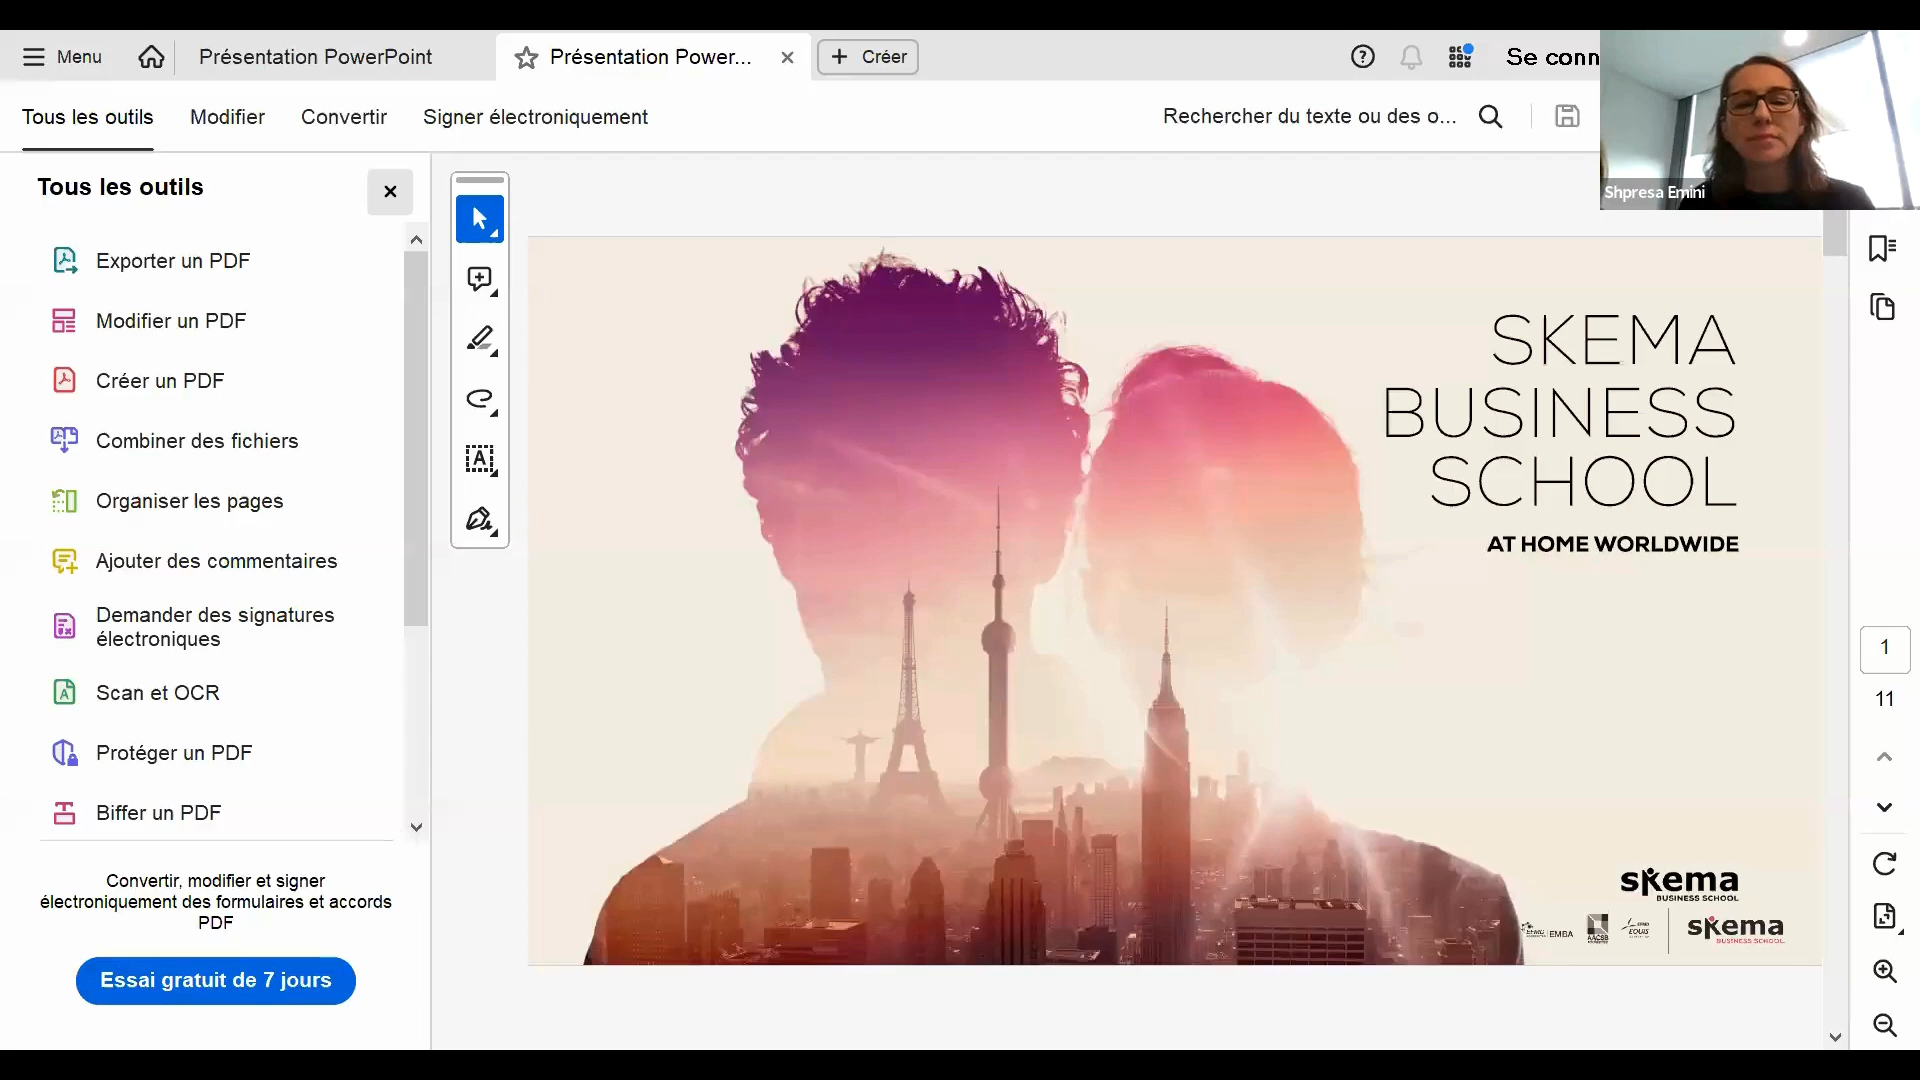 Menu
Présentation PowerPoint
Présentation Power...
Créer
Se conn
Tous les outils
Modifier
Convertir
Signer électroniquement
Rechercher du texte ou des o...
Shpresa Emini
Tous les outils
Exporter un PDF
Modifier un PDF
Créer un PDF
Combiner des fichiers
Organiser les pages
Ajouter des commentaires
Demander des signatures
électroniques
Scan et OCR
Protéger un PDF
Biffer un PDF
Convertir, modifier et signer
électroniquement des formulaires et accords
PDF
Essai gratuit de 7 jours
SKEMA
BUSINESS
SCHOOL
AT HOME WORLDWIDE
skema
BUSINESS SCHOOL
EMBA
AACSB
EQUIS
skema
BUSINESS SCHOOL
1
11